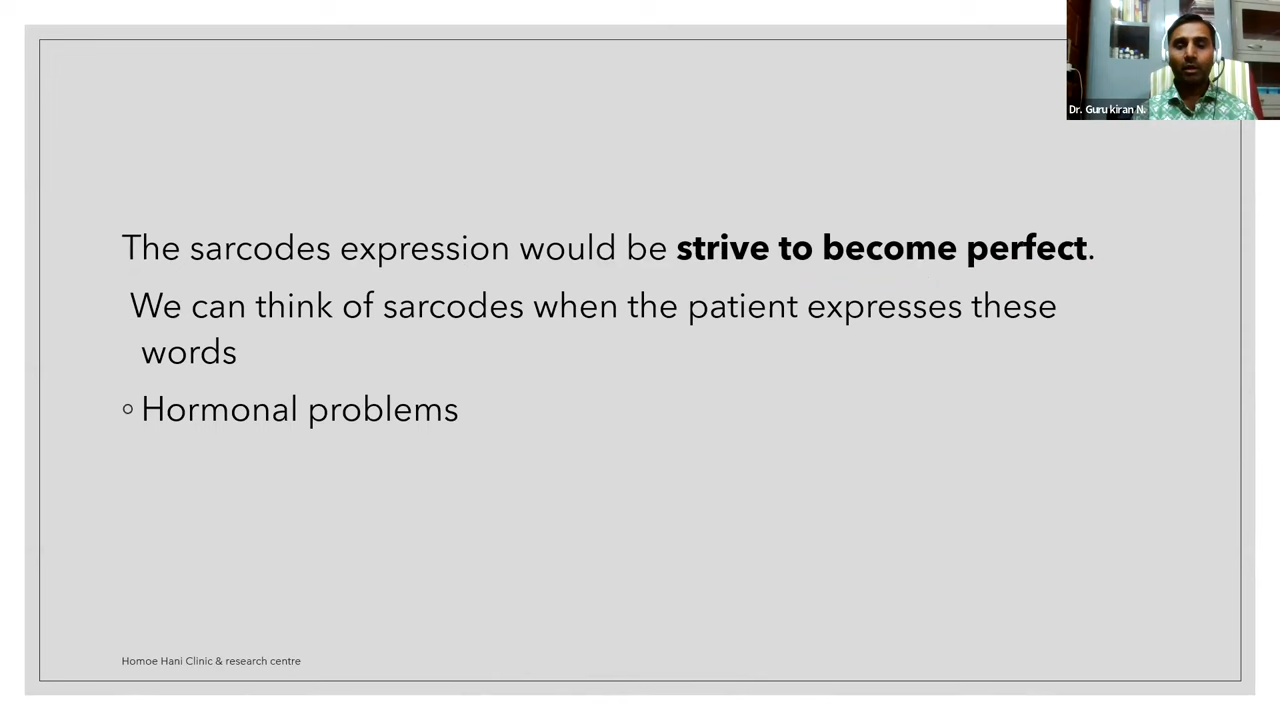 Dr. Guru kiran N.
The sarcodes expression would be strive to become perfect.
We can think of sarcodes when the patient expresses these
words
◦ Hormonal problems
Homoe Hani Clinic & research centre